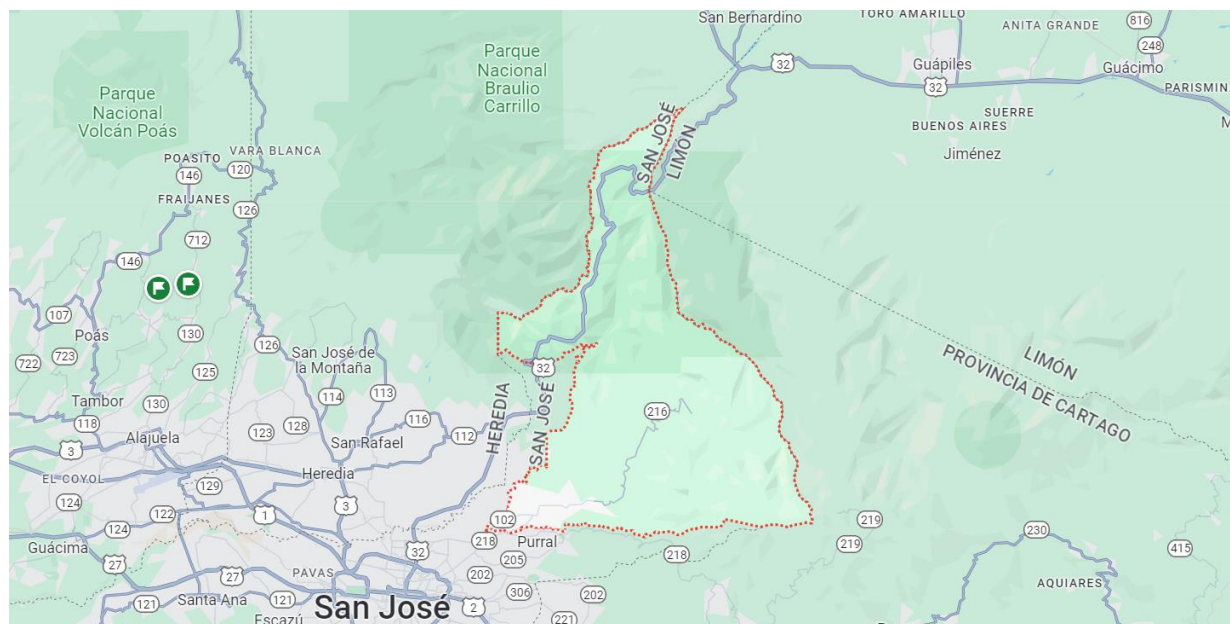 San Bernardino
TORO AMARILLO
ANITA GRANDE
816
248
32
Guápiles
32
Guácimo
PARISMINA
SUERRE
BUENOS AIRES
Jiménez
Parque
Nacional
Braulio
Carrillo
Parque
Nacional
Volcán Poás
POASITO
VARA BLANCA
146
120
FRAIJANES
126
SAN JOSÉ
LIMÓN
712
146
107
Poás
130
722
723
126
125
San José de
la Montaña
32
LIMÓN
PROVINCIA DE CARTAGO
Tambor
130
114
113
HEREDIA
SAN JOSÉ
216
118
116
123
128
112
Alajuela
San Rafael
3
EL COYOL
Heredia
129
124
122
1
3
102
Guácima
124
218
Purral
218
219
219
230
415
27
32
205
PAVAS
27
202
AQUIARES
121
Santa Ana
121
San José
306
202
2
Escazú
221